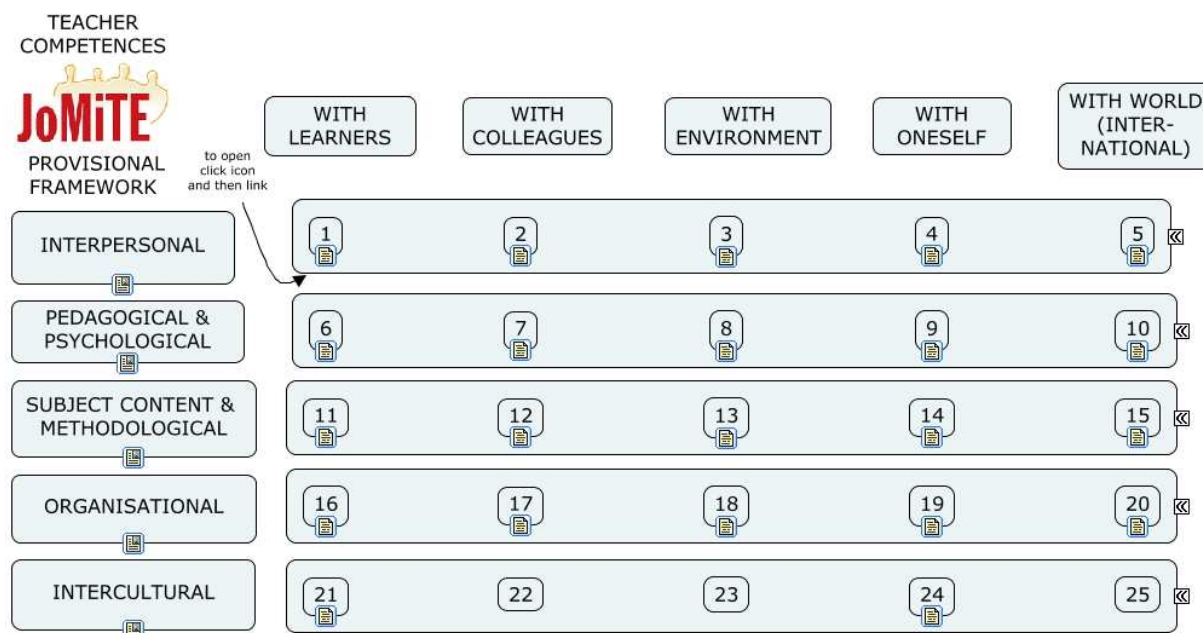 TEACHER
COMPETENCES
JoMiTE
PROVISIONAL
FRAMEWORK
to open
click icon
and then link
WITH
LEARNERS
WITH
COLLEAGUES
WITH
ENVIRONMENT
WITH
ONESELF
WITH WORLD
(INTER-
NATIONAL)
INTERPERSONAL
1 2 3 4 5
PEDAGOGICAL &
PSYCHOLOGICAL
6 7 8 9 10
SUBJECT CONTENT &
METHODOLOGICAL
11 12 13 14 15
ORGANISATIONAL
16 17 18 19 20
INTERCULTURAL
21 22 23 24 25